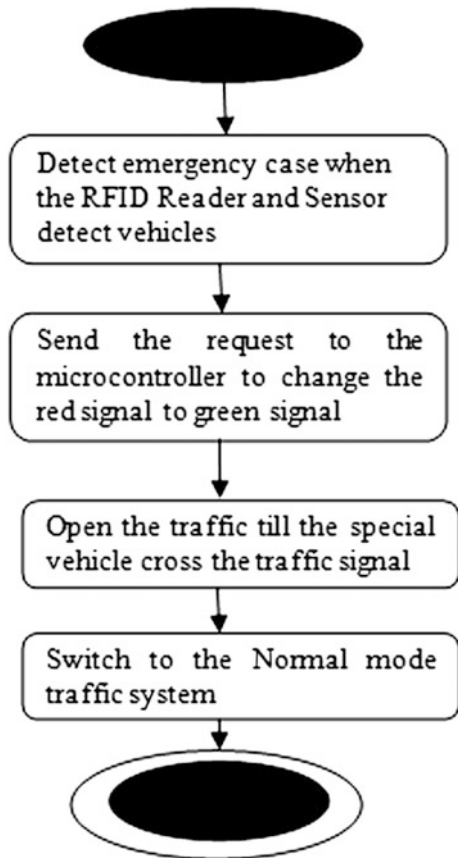 Detect emergency case when
the RFID Reader and Sensor
detect vehicles
Send the request to the
microcontroller to change the
red signal to green signal
Open the traffic till the special
vehicle cross the traffic signal
Switch to the Normal mode
traffic system